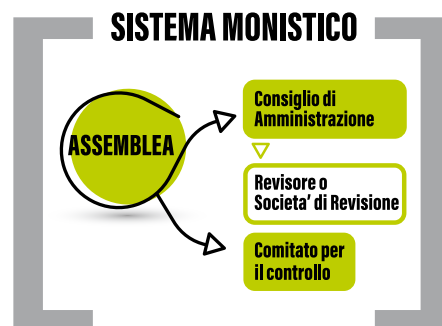 SISTEMA MONISTICO
ASSEMBLEA
Consiglio di
Amministrazione
Revisore o
Societa' di Revisione
Comitato per
il controllo